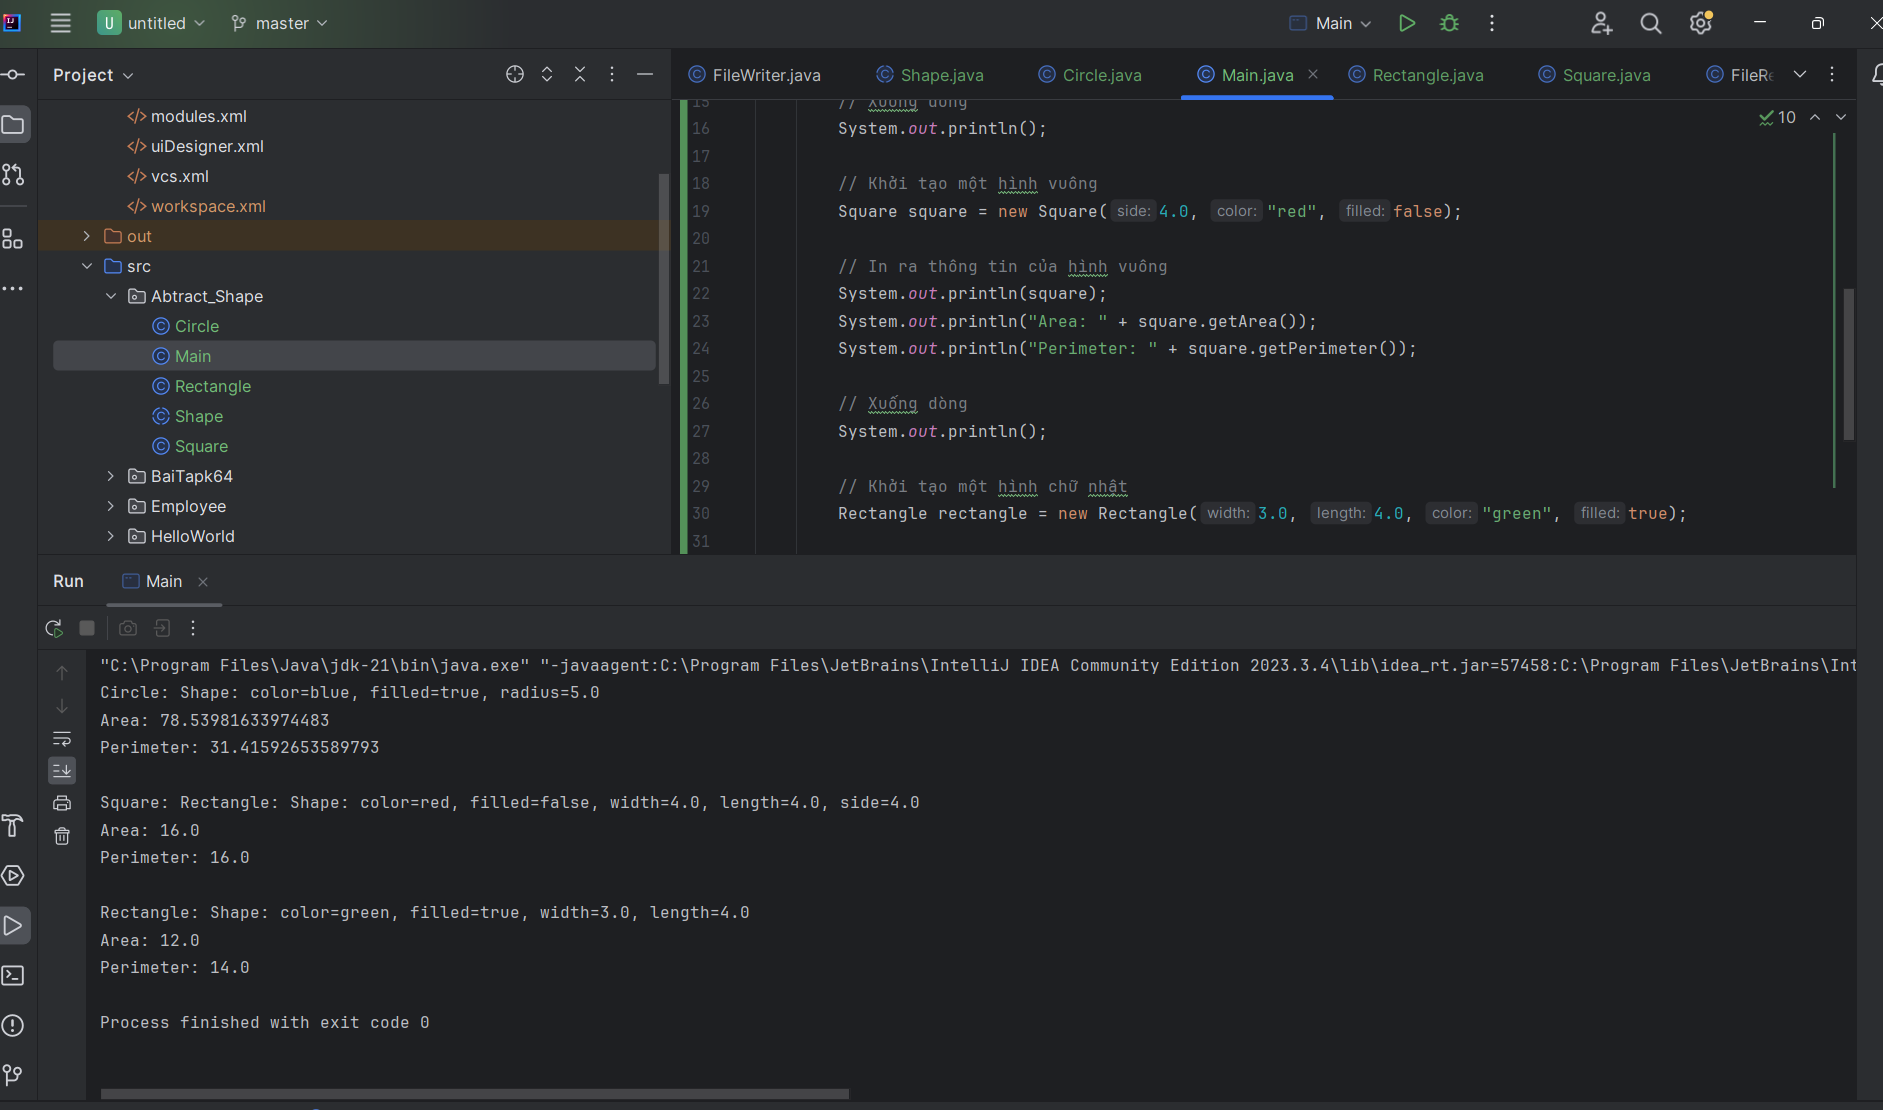 U untitled master Main
Project
FileWriter.java Shape.java Circle.java Main.java Rectangle.java Square.java FileRe
modules.xml
uiDesigner.xml
vcs.xml
workspace.xml
out
src
Abtract_Shape
Circle
Main
Rectangle
Shape
Square
BaiTapk64
Employee
HelloWorld
10
15 // Xuống dòng
16 System.out.println();
17
18 // Khởi tạo một hình vuông
19 Square square = new Square( side: 4.0, color: "red", filled: false);
20
21 // In ra thông tin của hình vuông
22 System.out.println(square);
23 System.out.println("Area: " + square.getArea());
24 System.out.println("Perimeter: " + square.getPerimeter());
25
26 // Xuống dòng
27 System.out.println();
28
29 // Khởi tạo một hình chữ nhật
30 Rectangle rectangle = new Rectangle( width: 3.0, length: 4.0, color: "green", filled: true);
31
Run Main
"C:\Program Files\Java\jdk-21\bin\java.exe" "-javaagent:C:\Program Files\JetBrains\IntelliJ IDEA Community Edition 2023.3.4\lib\idea_rt.jar=57458:C:\Program Files\JetBrains\Int
Circle: Shape: color=blue, filled=true, radius=5.0
Area: 78.53981633974483
Perimeter: 31.41592653589793
Square: Rectangle: Shape: color=red, filled=false, width=4.0, length=4.0, side=4.0
Area: 16.0
Perimeter: 16.0
Rectangle: Shape: color=green, filled=true, width=3.0, length=4.0
Area: 12.0
Perimeter: 14.0
Process finished with exit code 0